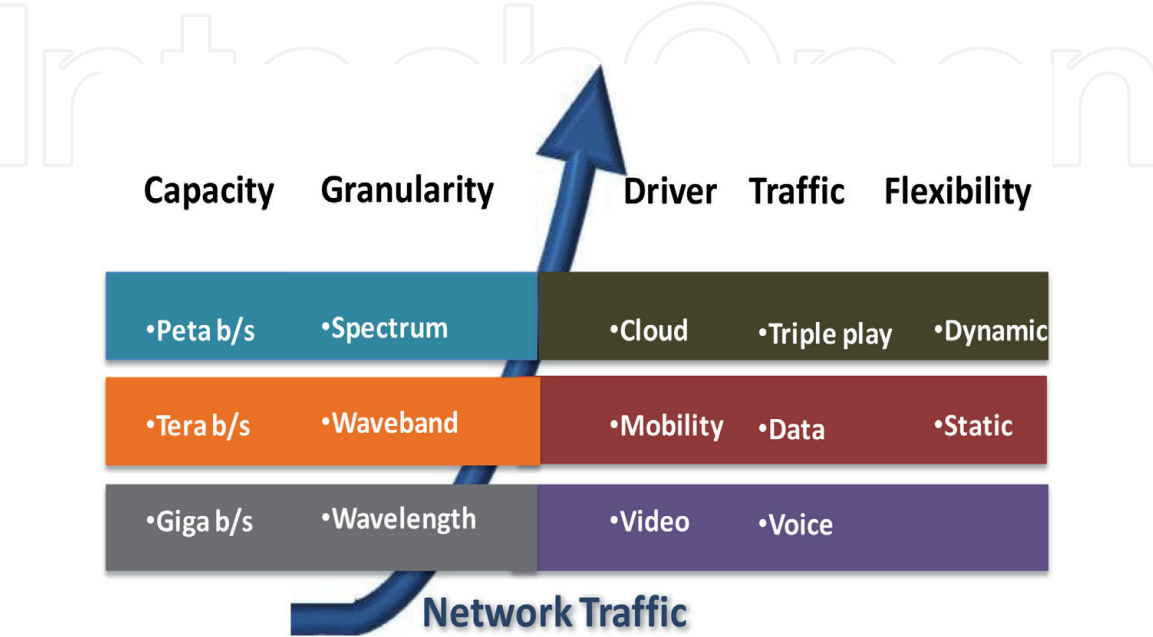 IntechOpen
Capacity Granularity Driver Traffic Flexibility
•Peta b/s •Spectrum •Cloud •Triple play •Dynamic
•Tera b/s •Waveband •Mobility •Data •Static
•Giga b/s •Wavelength •Video •Voice
Network Traffic